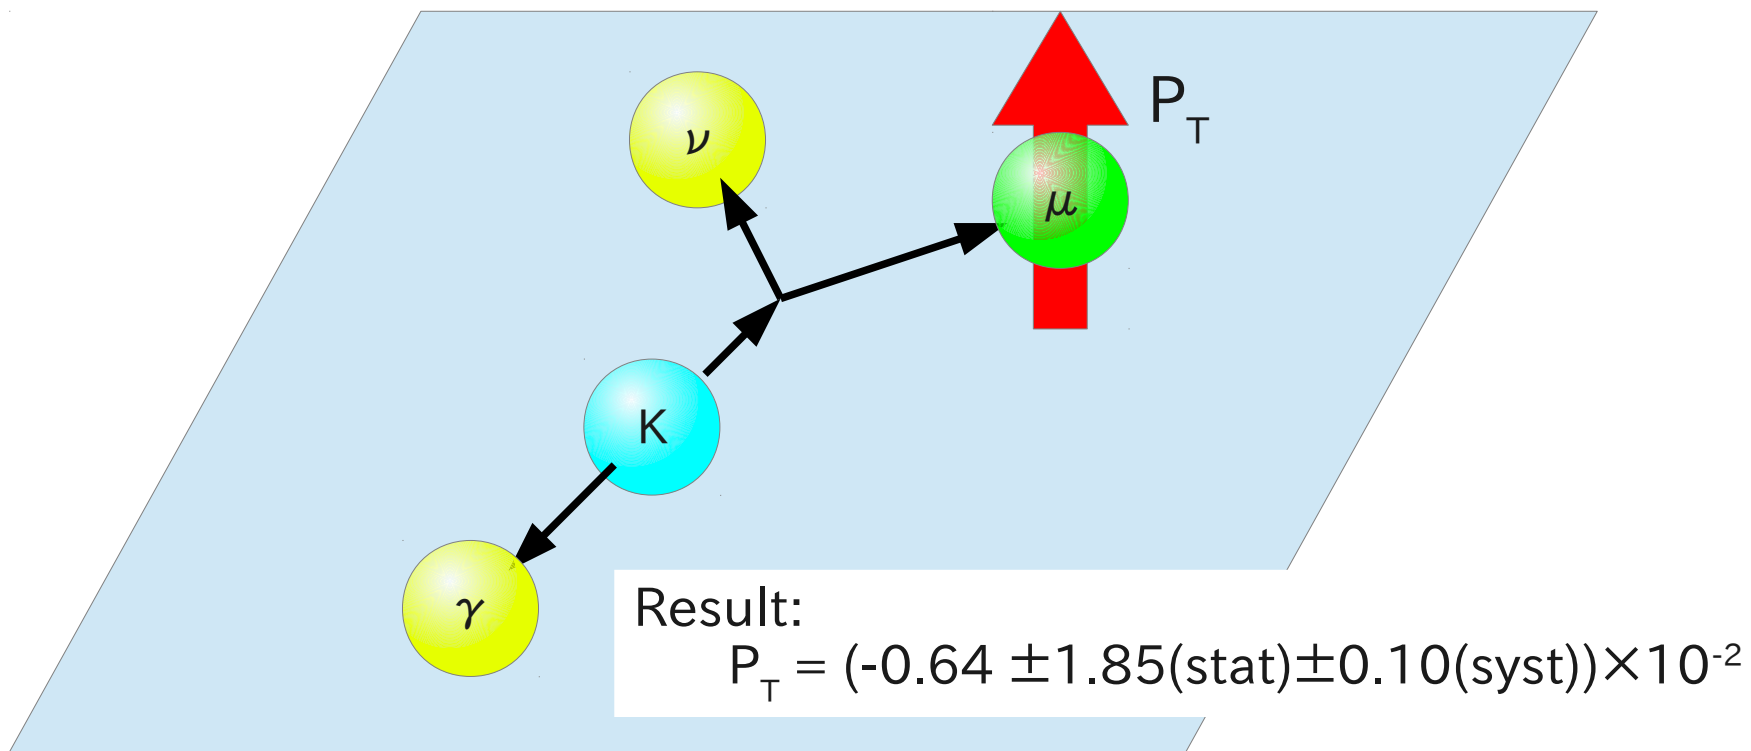 ν
P_T
μ
K
γ
Result:
P_T = (-0.64 ±1.85(stat)±0.10(syst))×10^-2